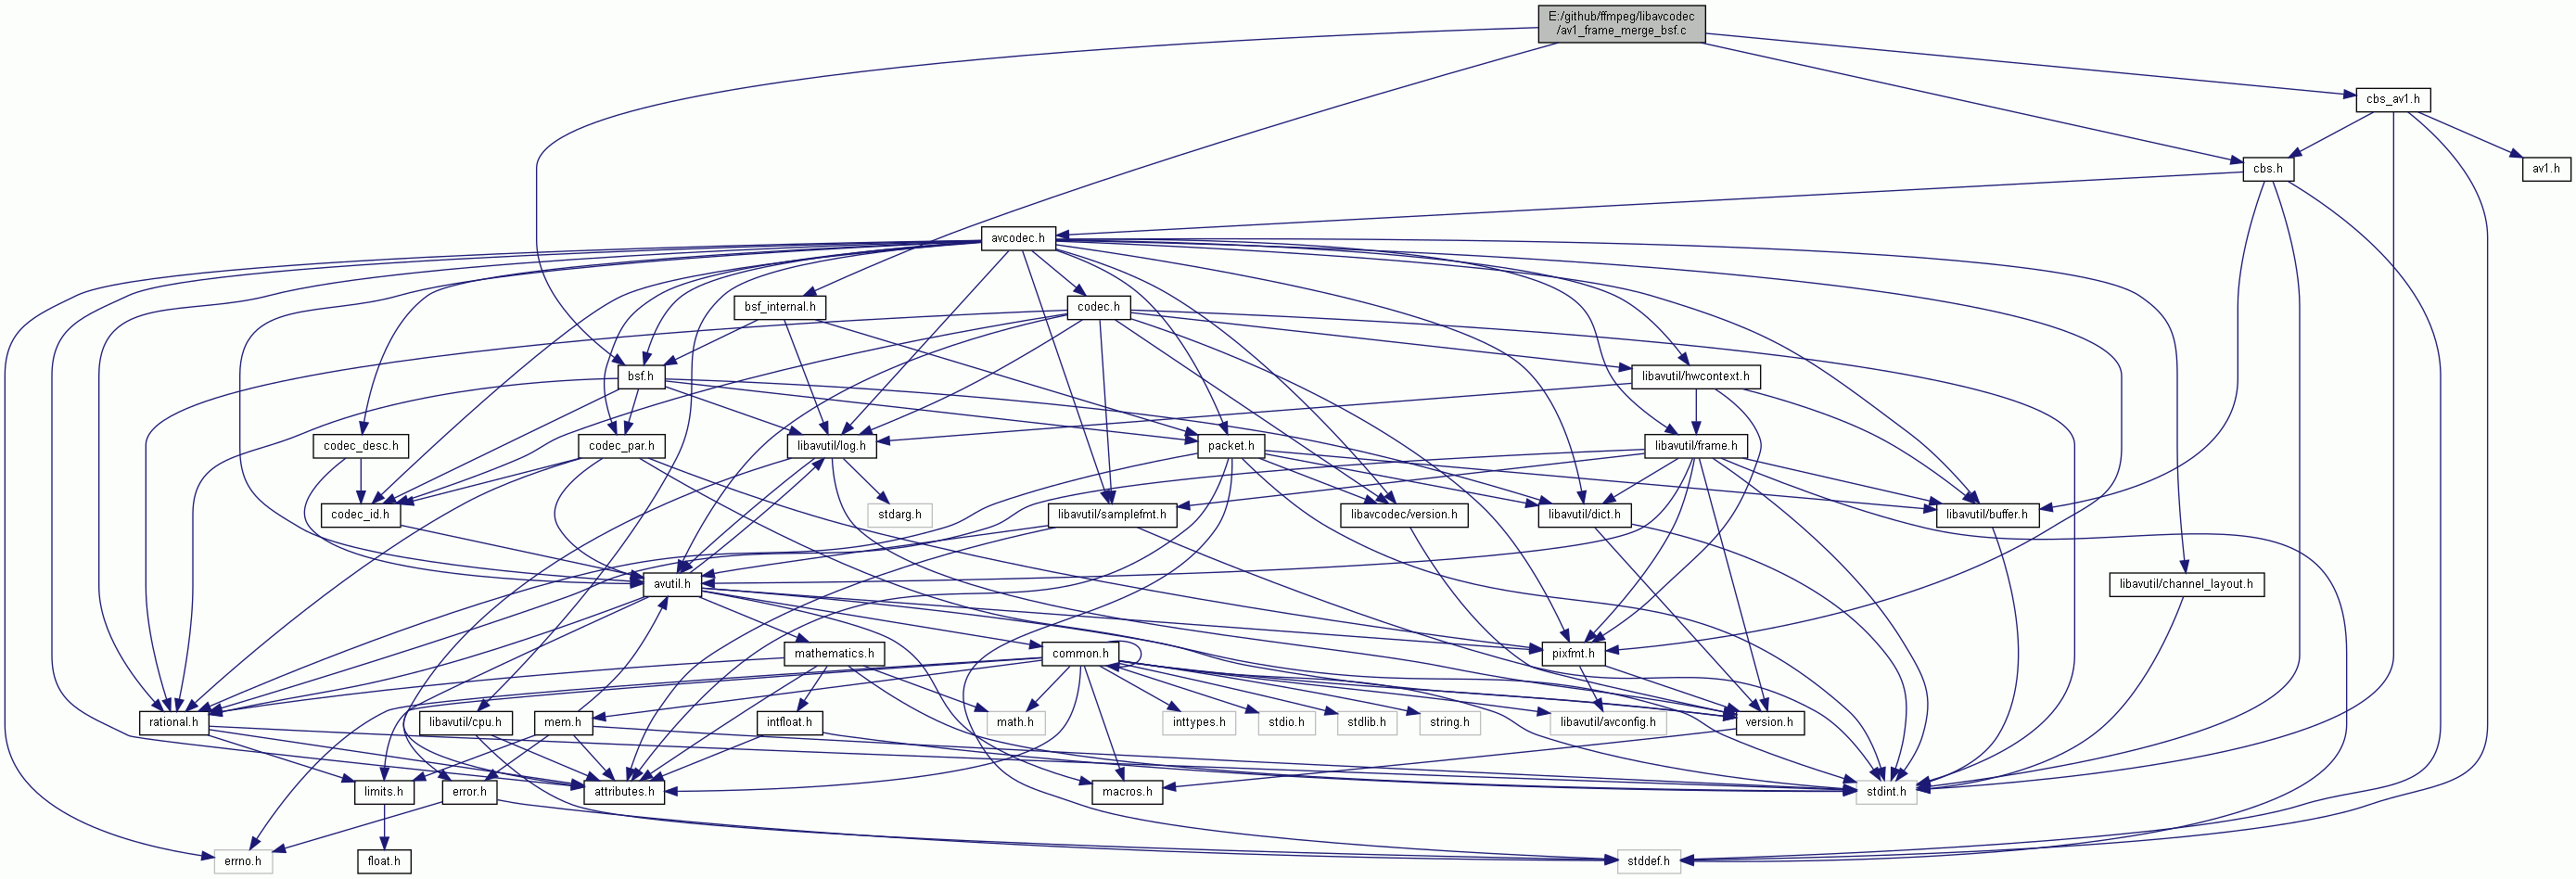 E:/github/ffmpeg/libavcodec
/av1_frame_merge_bsf.c
cbs_av1.h
cbs.h
av1.h
avcodec.h
bsf_internal.h
codec.h
bsf.h
libavutil/hwcontext.h
codec_desc.h
codec_par.h
libavutil/log.h
packet.h
libavutil/frame.h
codec_id.h
stdarg.h
libavutil/samplefmt.h
libavcodec/version.h
libavutil/dict.h
libavutil/buffer.h
avutil.h
libavutil/channel_layout.h
mathematics.h
common.h
pixfmt.h
rational.h
libavutil/cpu.h
mem.h
intfloat.h
math.h
inttypes.h
stdio.h
stdlib.h
string.h
libavutil/avconfig.h
version.h
limits.h
error.h
attributes.h
macros.h
stdint.h
errno.h
float.h
stddef.h